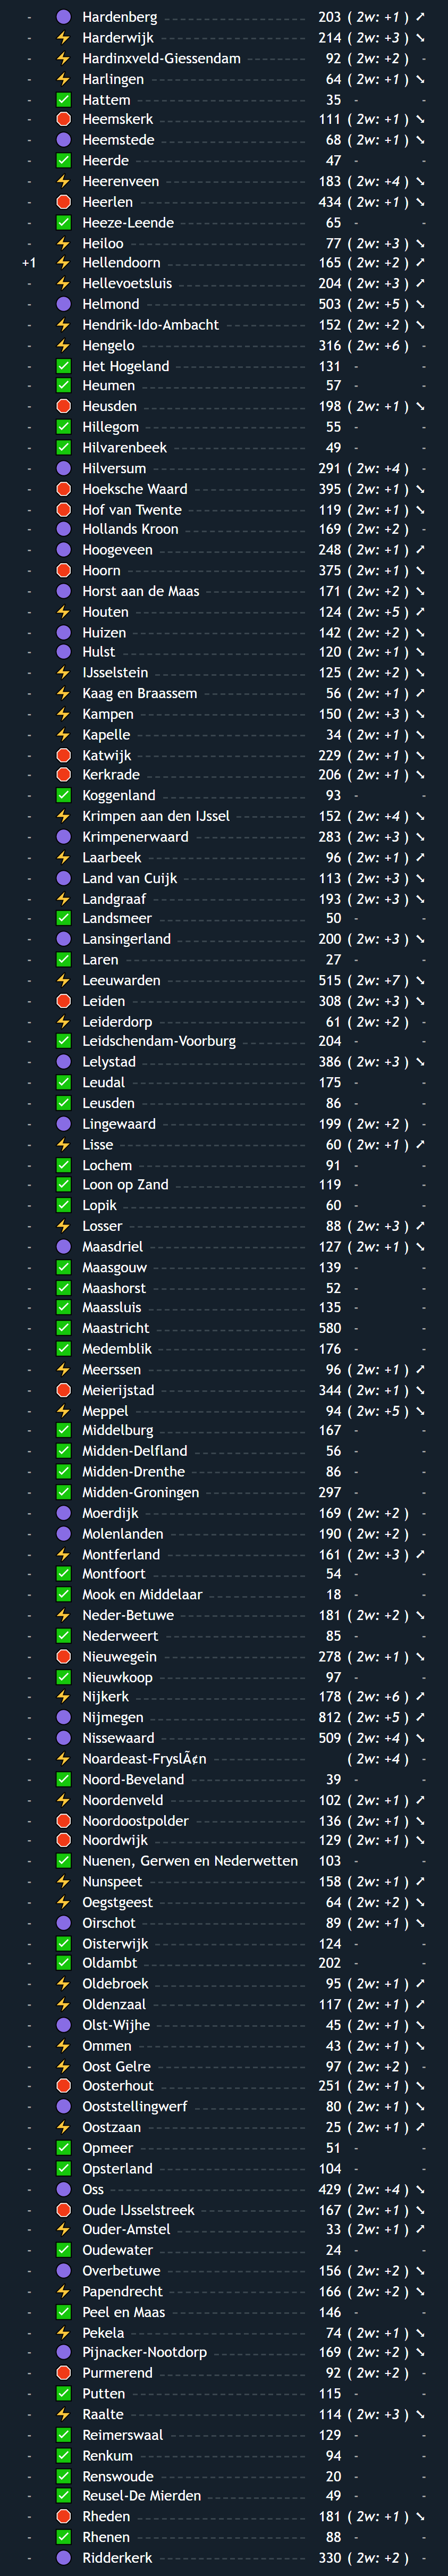 - 🟣 Hardenberg 203 ( 2w: +1 ) ➚
- ⚡ Harderwijk 214 ( 2w: +3 ) ➘
- ⚡ Hardinxveld-Giessendam 92 ( 2w: +2 ) -
- ⚡ Harlingen 64 ( 2w: +1 ) ➘
- ✅ Hattem 35 - -
- 🛑 Heemskerk 111 ( 2w: +1 ) ➘
- 🟣 Heemstede 68 ( 2w: +1 ) ➘
- ✅ Heerde 47 - -
- ⚡ Heerenveen 183 ( 2w: +4 ) ➘
- 🛑 Heerlen 434 ( 2w: +1 ) ➘
- ✅ Heeze-Leende 65 - -
- ⚡ Heiloo 77 ( 2w: +3 ) ➘
+1 ⚡ Hellendoorn 165 ( 2w: +2 ) ➚
- ⚡ Hellevoetsluis 204 ( 2w: +3 ) ➚
- 🟣 Helmond 503 ( 2w: +5 ) ➘
- ⚡ Hendrik-Ido-Ambacht 152 ( 2w: +2 ) ➘
- ⚡ Hengelo 316 ( 2w: +6 ) -
- ✅ Het Hogeland 131 - -
- ✅ Heumen 57 - -
- 🛑 Heusden 198 ( 2w: +1 ) ➘
- ✅ Hillegom 55 - -
- ✅ Hilvarenbeek 49 - -
- 🟣 Hilversum 291 ( 2w: +4 ) -
- 🛑 Hoeksche Waard 395 ( 2w: +1 ) ➘
- 🛑 Hof van Twente 119 ( 2w: +1 ) ➘
- 🟣 Hollands Kroon 169 ( 2w: +2 ) -
- 🟣 Hoogeveen 248 ( 2w: +1 ) ➚
- 🛑 Hoorn 375 ( 2w: +1 ) ➘
- 🟣 Horst aan de Maas 171 ( 2w: +2 ) ➘
- ⚡ Houten 124 ( 2w: +5 ) ➚
- 🟣 Huizen 142 ( 2w: +2 ) ➘
- 🟣 Hulst 120 ( 2w: +1 ) ➘
- ⚡ IJsselstein 125 ( 2w: +2 ) ➘
- ⚡ Kaag en Braassem 56 ( 2w: +1 ) ➚
- ⚡ Kampen 150 ( 2w: +3 ) ➘
- ⚡ Kapelle 34 ( 2w: +1 ) ➘
- 🛑 Katwijk 229 ( 2w: +1 ) ➘
- 🛑 Kerkrade 206 ( 2w: +1 ) ➘
- ✅ Koggenland 93 - -
- ⚡ Krimpen aan den IJssel 152 ( 2w: +4 ) ➘
- 🟣 Krimpenerwaard 283 ( 2w: +3 ) ➘
- ⚡ Laarbeek 96 ( 2w: +1 ) ➚
- 🟣 Land van Cuijk 113 ( 2w: +3 ) ➘
- ⚡ Landgraaf 193 ( 2w: +3 ) ➘
- ✅ Landsmeer 50 - -
- 🟣 Lansingerland 200 ( 2w: +3 ) ➘
- ✅ Laren 27 - -
- ⚡ Leeuwarden 515 ( 2w: +7 ) ➘
- 🛑 Leiden 308 ( 2w: +3 ) ➘
- ⚡ Leiderdorp 61 ( 2w: +2 ) -
- ✅ Leidschendam-Voorburg 204 - -
- 🟣 Lelystad 386 ( 2w: +3 ) ➘
- ✅ Leudal 175 - -
- ✅ Leusden 86 - -
- 🟣 Lingewaard 199 ( 2w: +2 ) -
- ⚡ Lisse 60 ( 2w: +1 ) ➚
- ✅ Lochem 91 - -
- ✅ Loon op Zand 119 - -
- ✅ Lopik 60 - -
- ⚡ Losser 88 ( 2w: +3 ) ➚
- 🟣 Maasdriel 127 ( 2w: +1 ) ➘
- ✅ Maasgouw 139 - -
- ✅ Maashorst 52 - -
- ✅ Maassluis 135 - -
- ✅ Maastricht 580 - -
- ✅ Medemblik 176 - -
- ⚡ Meerssen 96 ( 2w: +1 ) ➚
- 🛑 Meierijstad 344 ( 2w: +1 ) ➘
- ⚡ Meppel 94 ( 2w: +5 ) ➘
- ✅ Middelburg 167 - -
- ✅ Midden-Delfland 56 - -
- ✅ Midden-Drenthe 86 - -
- ✅ Midden-Groningen 297 - -
- 🟣 Moerdijk 169 ( 2w: +2 ) -
- 🟣 Molenlanden 190 ( 2w: +2 ) -
- ⚡ Montferland 161 ( 2w: +3 ) ➚
- ✅ Montfoort 54 - -
- ✅ Mook en Middelaar 18 - -
- ⚡ Neder-Betuwe 181 ( 2w: +2 ) ➘
- ✅ Nederweert 85 - -
- 🛑 Nieuwegein 278 ( 2w: +1 ) ➘
- ✅ Nieuwkoop 97 - -
- ⚡ Nijkerk 178 ( 2w: +6 ) ➚
- 🟣 Nijmegen 812 ( 2w: +5 ) ➚
- 🟣 Nissewaard 509 ( 2w: +4 ) ➘
- ⚡ Noardeast-FryslÃ¢n ( 2w: +4 ) -
- ✅ Noord-Beveland 39 - -
- ⚡ Noordenveld 102 ( 2w: +1 ) ➚
- 🛑 Noordoostpolder 136 ( 2w: +1 ) ➘
- 🛑 Noordwijk 129 ( 2w: +1 ) ➘
- ✅ Nuenen, Gerwen en Nederwetten 103 - -
- ⚡ Nunspeet 158 ( 2w: +1 ) ➚
- ⚡ Oegstgeest 64 ( 2w: +2 ) ➘
- 🟣 Oirschot 89 ( 2w: +1 ) ➘
- ✅ Oisterwijk 124 - -
- ✅ Oldambt 202 - -
- ⚡ Oldebroek 95 ( 2w: +1 ) ➚
- ⚡ Oldenzaal 117 ( 2w: +1 ) ➚
- 🟣 Olst-Wijhe 45 ( 2w: +1 ) ➘
- ⚡ Ommen 43 ( 2w: +1 ) ➘
- ⚡ Oost Gelre 97 ( 2w: +2 ) -
- 🛑 Oosterhout 251 ( 2w: +1 ) ➘
- 🟣 Ooststellingwerf 80 ( 2w: +1 ) ➘
- ⚡ Oostzaan 25 ( 2w: +1 ) ➚
- ✅ Opmeer 51 - -
- ✅ Opsterland 104 - -
- 🟣 Oss 429 ( 2w: +4 ) ➘
- 🛑 Oude IJsselstreek 167 ( 2w: +1 ) ➘
- ⚡ Ouder-Amstel 33 ( 2w: +1 ) ➚
- ✅ Oudewater 24 - -
- 🟣 Overbetuwe 156 ( 2w: +2 ) ➘
- ⚡ Papendrecht 166 ( 2w: +2 ) ➘
- ✅ Peel en Maas 146 - -
- ⚡ Pekela 74 ( 2w: +1 ) ➘
- 🟣 Pijnacker-Nootdorp 169 ( 2w: +2 ) ➘
- 🛑 Purmerend 92 ( 2w: +2 ) -
- ✅ Putten 115 - -
- ⚡ Raalte 114 ( 2w: +3 ) ➘
- ✅ Reimerswaal 129 - -
- ✅ Renkum 94 - -
- ✅ Renswoude 20 - -
- ✅ Reusel-De Mierden 49 - -
- 🛑 Rheden 181 ( 2w: +1 ) ➘
- ✅ Rhenen 88 - -
- 🟣 Ridderkerk 330 ( 2w: +2 ) -